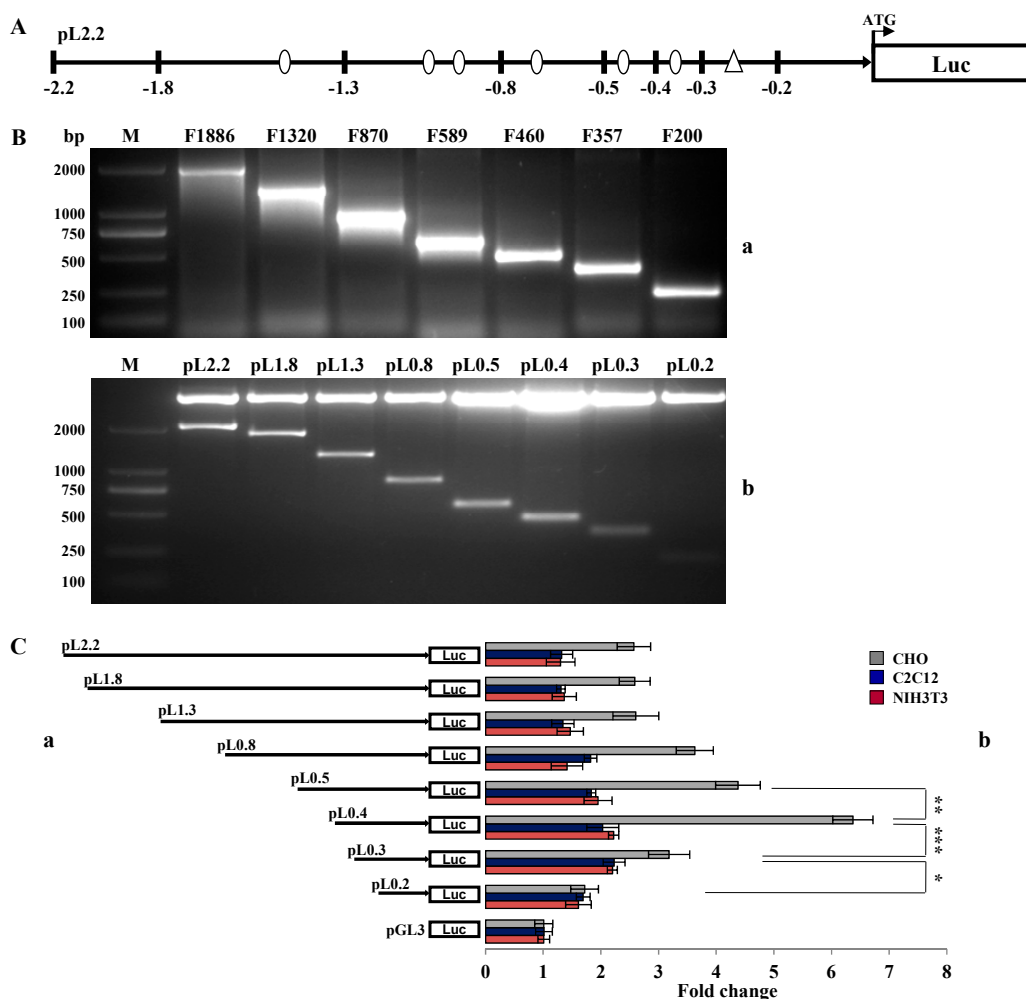 A
pL2.2
ATG
Luc
-2.2 -1.8 -1.3 -0.8 -0.5 -0.4 -0.3 -0.2
B
bp M F1886 F1320 F870 F589 F460 F357 F200
2000
1000
750
500
250
100
a
M pL2.2 pL1.8 pL1.3 pL0.8 pL0.5 pL0.4 pL0.3 pL0.2
2000
1000
750
500
250
100
b
C
pL2.2 Luc
pL1.8 Luc
pL1.3 Luc
pL0.8 Luc
pL0.5 Luc
pL0.4 Luc
pL0.3 Luc
pL0.2 Luc
pGL3 Luc
a
CHO
C2C12
NIH3T3
b
**
***
*
0 1 2 3 4 5 6 7 8
Fold change